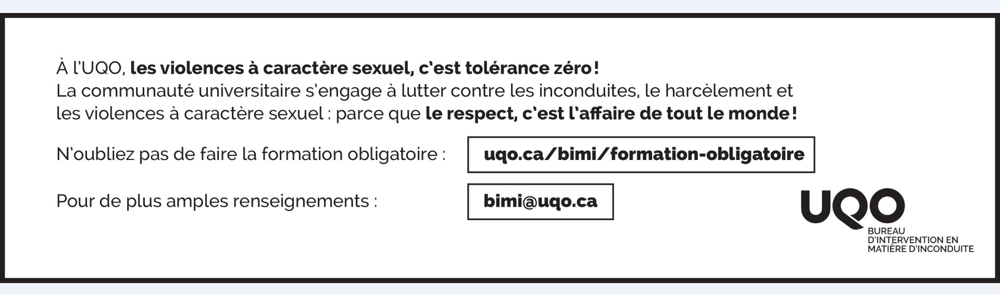 À l'UQO, les violences à caractère sexuel, c'est tolérance zéro !
La communauté universitaire s'engage à lutter contre les inconduites, le harcèlement et
les violences à caractère sexuel : parce que le respect, c'est l'affaire de tout le monde !
N'oubliez pas de faire la formation obligatoire : uqo.ca/bimi/formation-obligatoire
Pour de plus amples renseignements : bimi@uqo.ca
UQO
BUREAU
D'INTERVENTION EN
MATIÈRE D'INCONDUITE